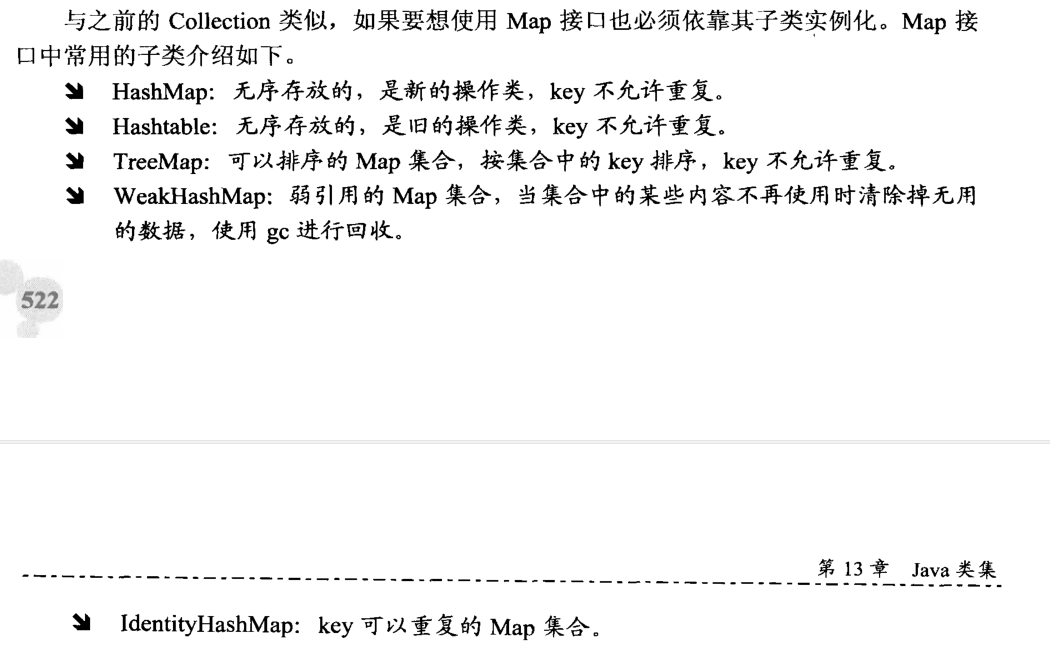 与之前的 Collection 类似，如果要想使用 Map 接口也必须依靠其子类实例化。Map 接
口中常用的子类介绍如下。
HashMap：无序存放的，是新的操作类，key 不允许重复。
Hashtable：无序存放的，是旧的操作类，key 不允许重复。
TreeMap：可以排序的 Map 集合，按集合中的 key 排序，key 不允许重复。
WeakHashMap：弱引用的 Map 集合，当集合中的某些内容不再使用时清除掉无用
的数据，使用 gc 进行回收。
522
第 13 章 Java 类集
IdentityHashMap：key 可以重复的 Map 集合。